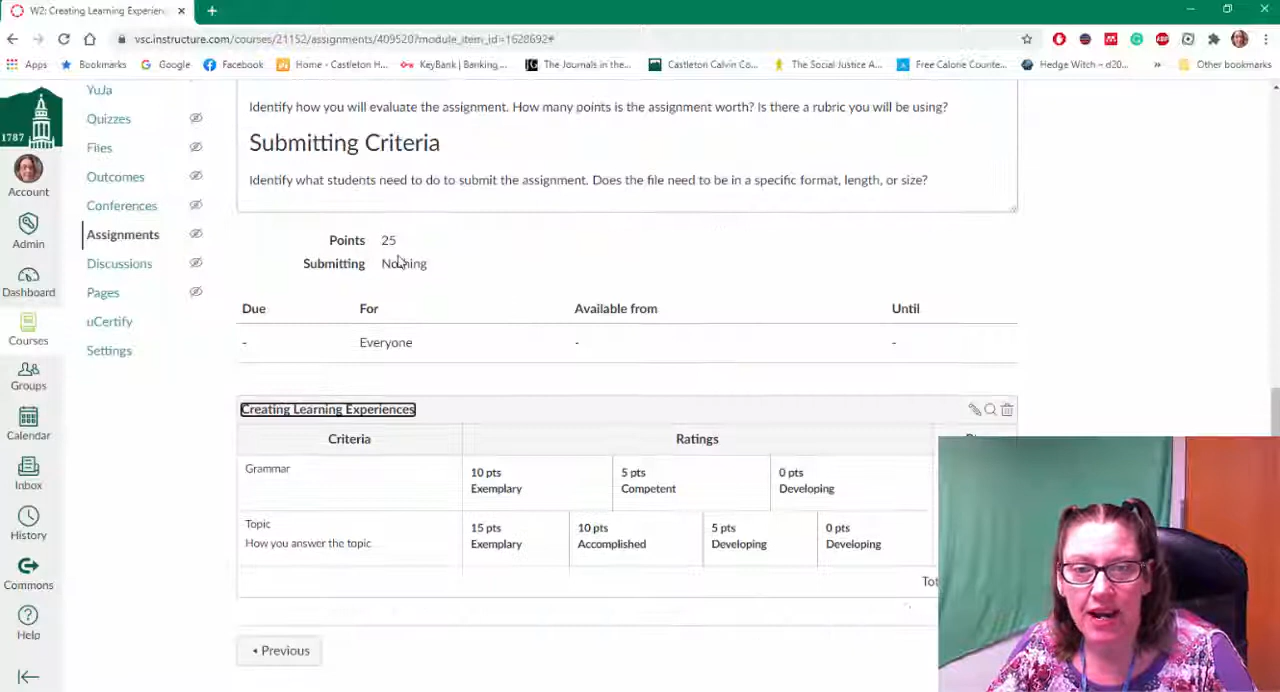 W2: Creating Learning Experienc
vsc.instructure.com/courses/21152/assignments/409520?module_item_id=1628692#
Apps
Bookmarks
Google
Facebook
Home - Castleton H...
KeyBank | Banking,...
The Journals in the...
Castleton Calvin Co...
The Social Justice A...
Free Calorie Counte...
Hedge Witch – d20...
»
Other bookmarks
1787
Account
Admin
Dashboard
Courses
Groups
Calendar
Inbox
History
Commons
Help
YuJa
Quizzes
Files
Outcomes
Conferences
Assignments
Discussions
Pages
uCertify
Settings
Identify how you will evaluate the assignment. How many points is the assignment worth? Is there a rubric you will be using?
Submitting Criteria
Identify what students need to do to submit the assignment. Does the file need to be in a specific format, length, or size?
Points 25
Submitting Nothing
Due For Available from Until
- Everyone - -
Creating Learning Experiences
Criteria Ratings
Grammar
10 pts 5 pts 0 pts
Exemplary Competent Developing
Topic
How you answer the topic
15 pts 10 pts 5 pts 0 pts
Exemplary Accomplished Developing Developing
Tot
Previous